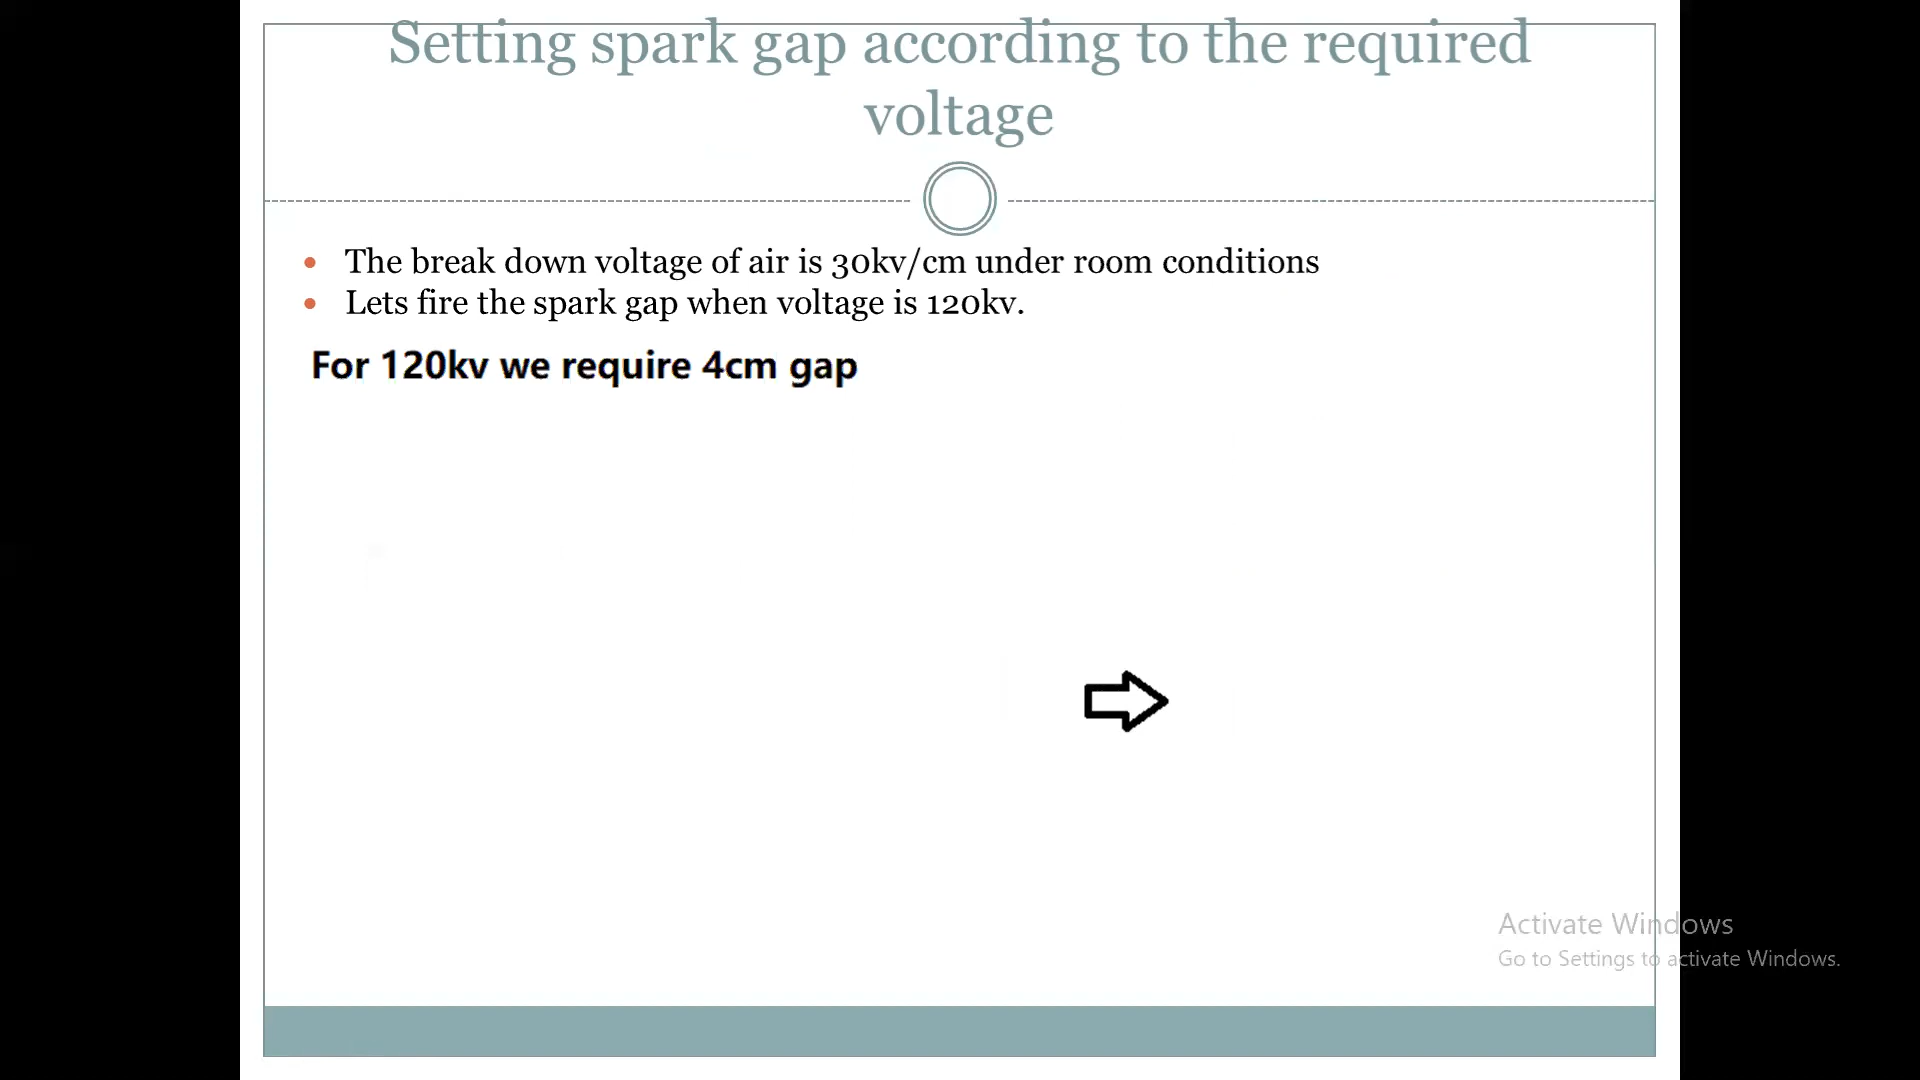 Setting spark gap according to the required
voltage
The break down voltage of air is 30kv/cm under room conditions
Lets fire the spark gap when voltage is 120kv.
For 120kv we require 4cm gap
Activate Windows
Go to Settings to activate Windows.